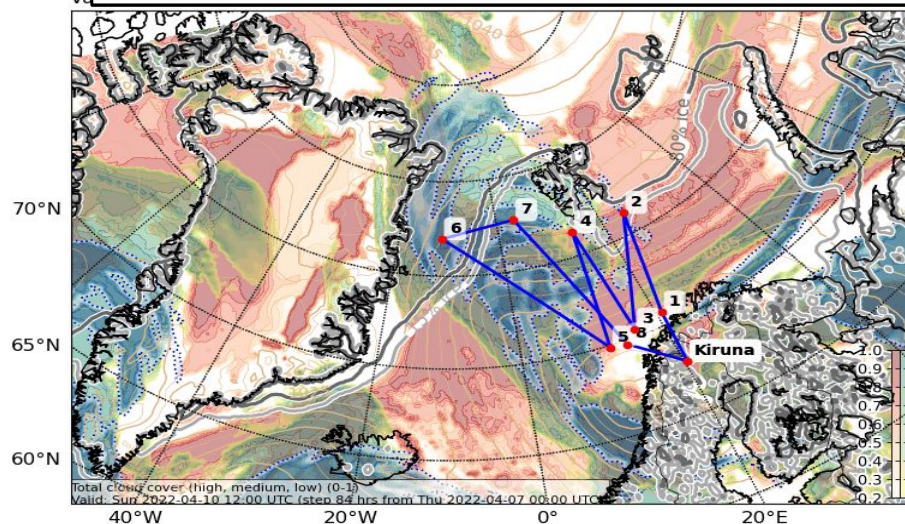 80% ice
70°N
2
7
4
6
1
65°N
3
5
8
Kiruna
1.0
0.9
0.8
0.7
0.6
0.5
0.4
0.3
0.2
60°N
Total cloud cover (high, medium, low) (0-1)
Valid: Sun 2022-04-10 12:00 UTC (step 84 hrs from Thu 2022-04-07 00:00 UTC
40°W
20°W
0°
20°E